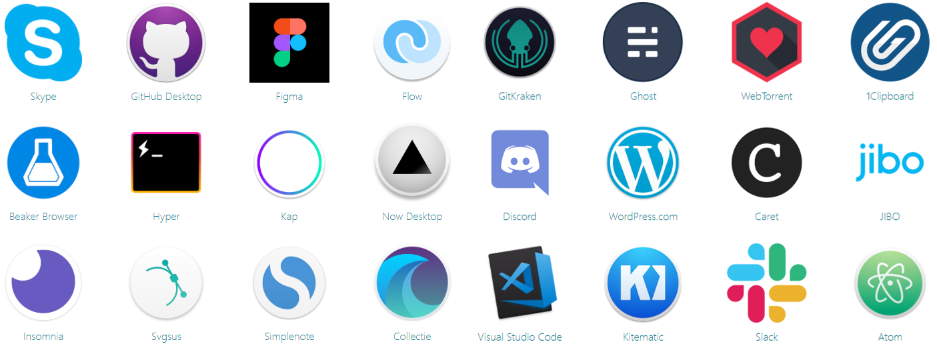 Skype GitHub Desktop Figma Flow GitKraken Ghost WebTorrent 1Clipboard
jibo
Beaker Browser Hyper Kap Now Desktop Discord WordPress.com Caret JIBO
Insomnia Svgsus Simplenote Collectie Visual Studio Code Kitematic Slack Atom